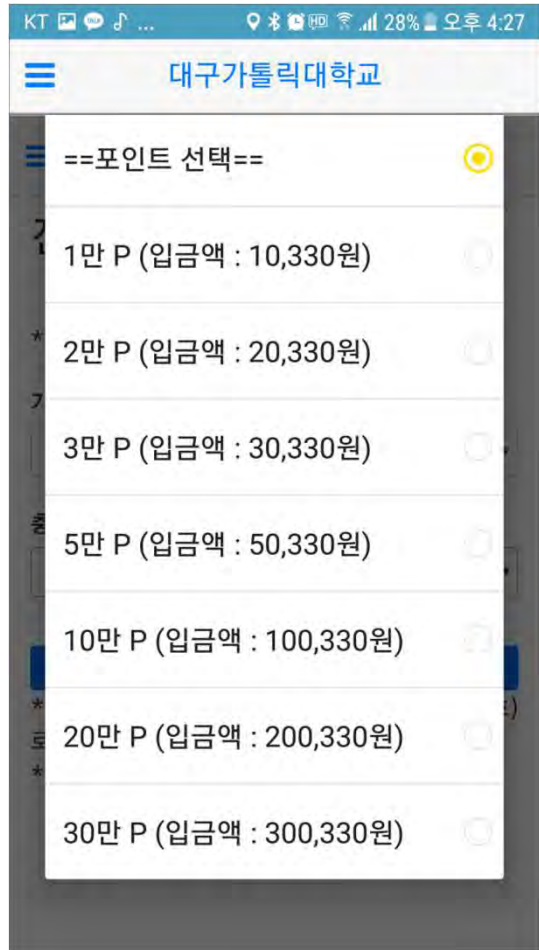 KT ... HD 28% 오후 4:27
대구가톨릭대학교
==포인트 선택==
1만 P (입금액 : 10,330원)
2만 P (입금액 : 20,330원)
3만 P (입금액 : 30,330원)
5만 P (입금액 : 50,330원)
10만 P (입금액 : 100,330원)
20만 P (입금액 : 200,330원)
30만 P (입금액 : 300,330원)